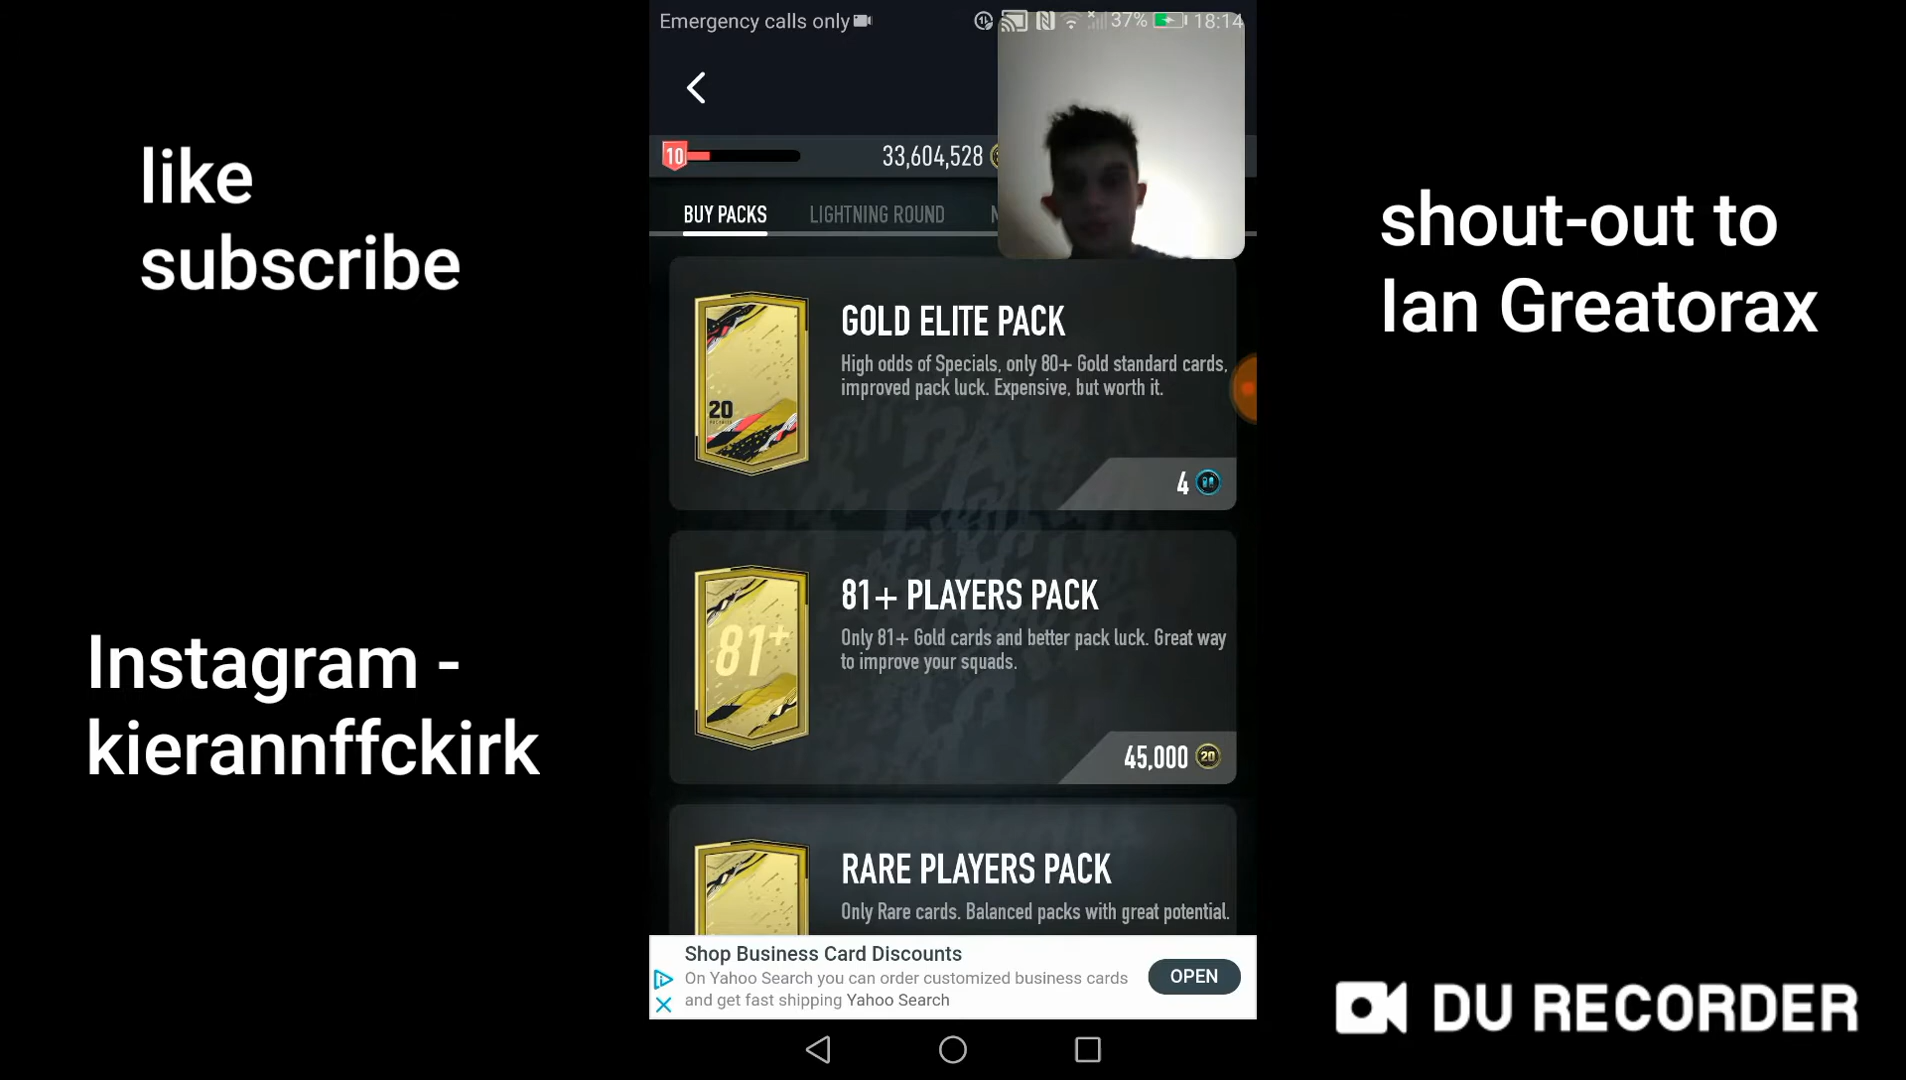 Emergency calls only
37%
18:14
10
33,604,528
BUY PACKS
LIGHTNING ROUND
like
subscribe
shout-out to
Ian Greatorax
GOLD ELITE PACK
High odds of Specials, only 80+ Gold standard cards,
improved pack luck. Expensive, but worth it.
20
4
81+ PLAYERS PACK
Only 81+ Gold cards and better pack luck. Great way
to improve your squads.
81+
45,000
20
Instagram -
kierannffckirk
RARE PLAYERS PACK
Only Rare cards. Balanced packs with great potential.
Shop Business Card Discounts
On Yahoo Search you can order customized business cards
and get fast shipping Yahoo Search
OPEN
DU RECORDER